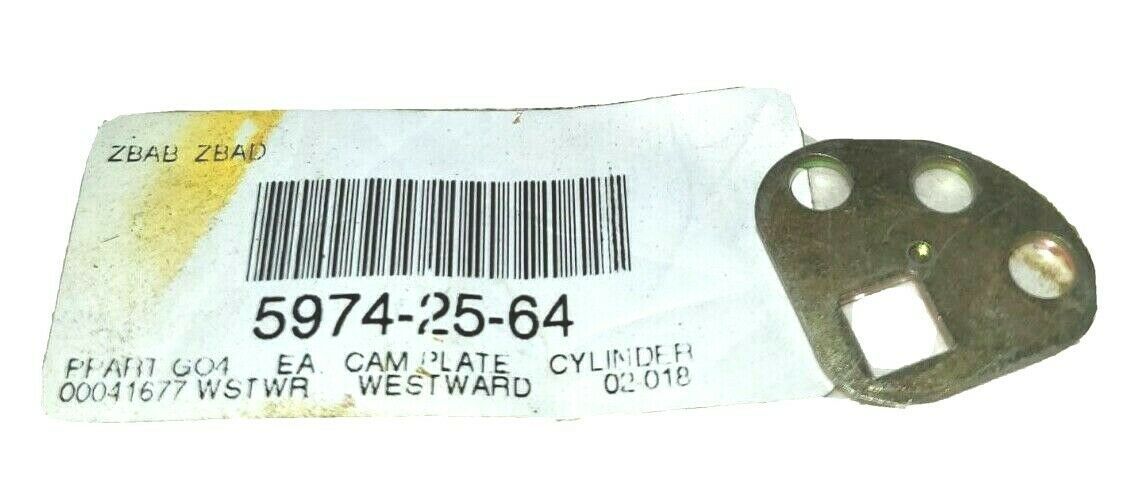 ZBAB ZBAD
5974-25-64
PPART GO4 EA. CAM PLATE CYLINDER
00041677 WSTWR WESTWARD 02-018